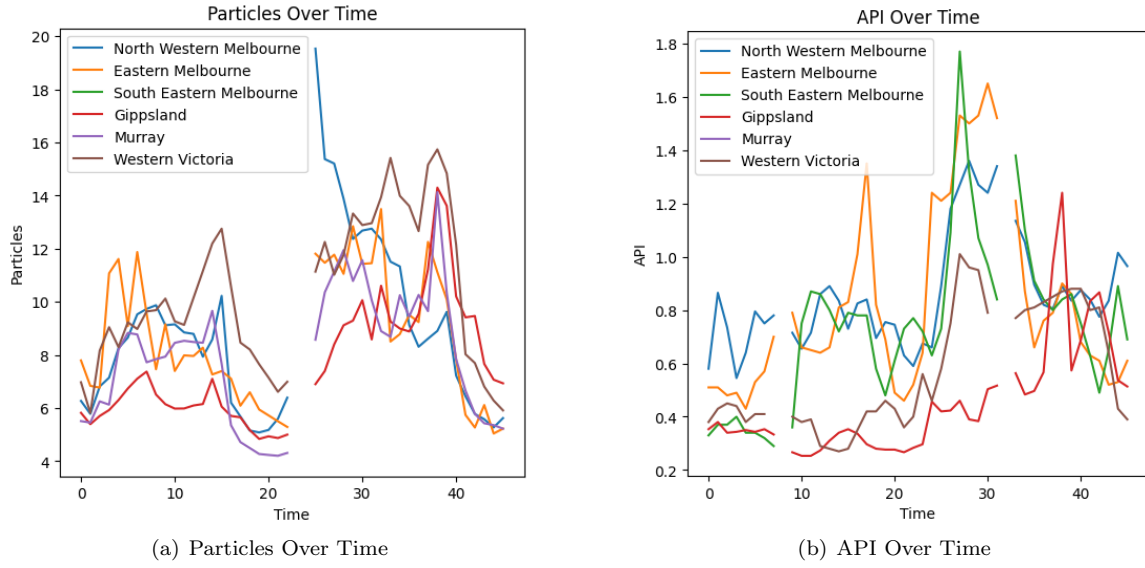 Particles Over Time
20
18
16
14
12
10
8
6
4
Particles
North Western Melbourne
Eastern Melbourne
South Eastern Melbourne
Gippsland
Murray
Western Victoria
0 10 20 30 40
Time
(a) Particles Over Time
API Over Time
1.8
1.6
1.4
1.2
1.0
0.8
0.6
0.4
0.2
API
North Western Melbourne
Eastern Melbourne
South Eastern Melbourne
Gippsland
Murray
Western Victoria
0 10 20 30 40
Time
(b) API Over Time